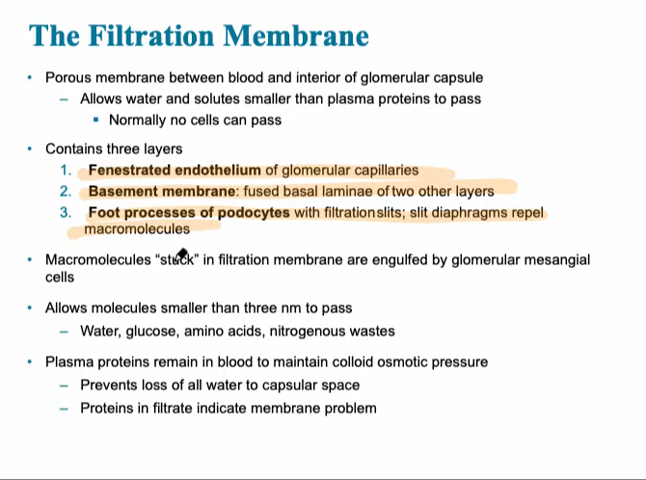 The Filtration Membrane
• Porous membrane between blood and interior of glomerular capsule
– Allows water and solutes smaller than plasma proteins to pass
▪ Normally no cells can pass
• Contains three layers
1. Fenestrated endothelium of glomerular capillaries
2. Basement membrane: fused basal laminae of two other layers
3. Foot processes of podocytes with filtration slits; slit diaphragms repel
macromolecules
• Macromolecules “stuck” in filtration membrane are engulfed by glomerular mesangial
cells
• Allows molecules smaller than three nm to pass
– Water, glucose, amino acids, nitrogenous wastes
• Plasma proteins remain in blood to maintain colloid osmotic pressure
– Prevents loss of all water to capsular space
– Proteins in filtrate indicate membrane problem